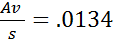 Av/s = .0134